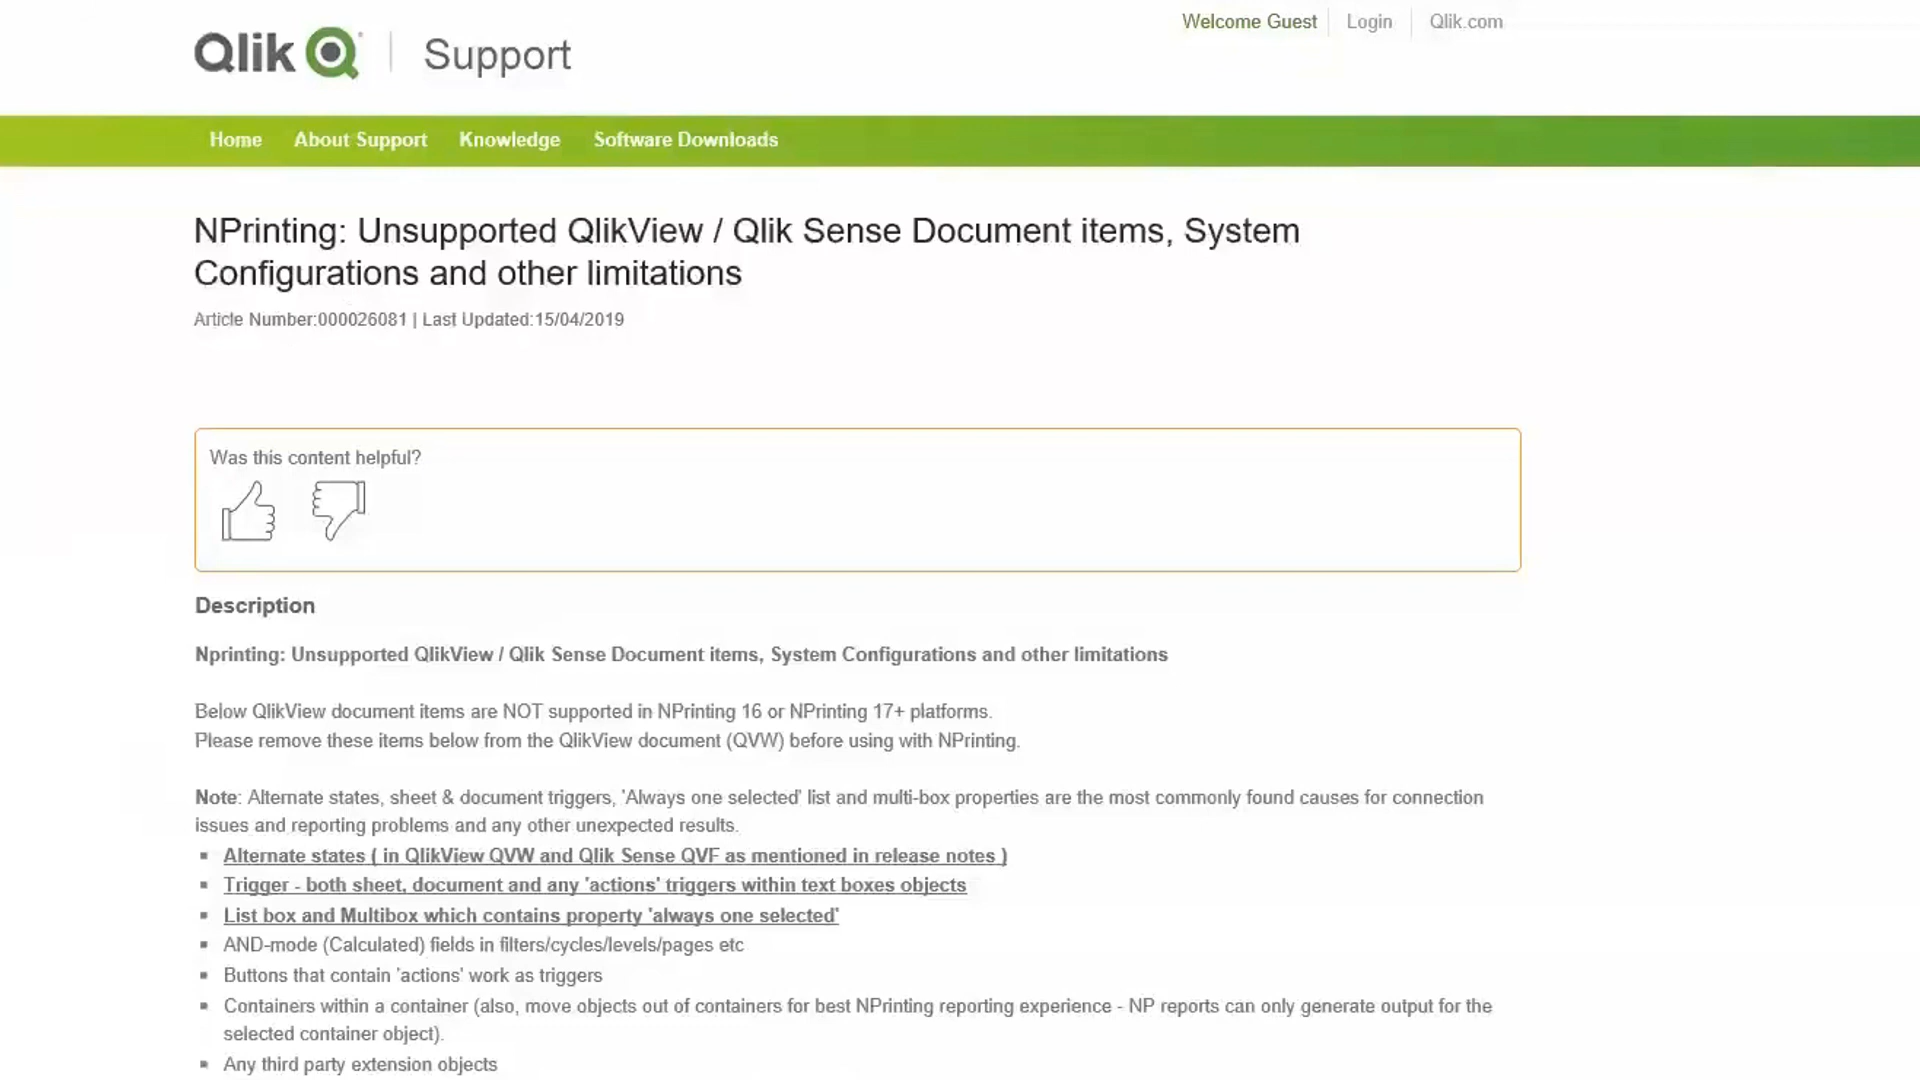 Welcome Guest Login Qlik.com
Qlik Support
Home About Support Knowledge Software Downloads
NPrinting: Unsupported QlikView / Qlik Sense Document items, System
Configurations and other limitations
Article Number:000026081 | Last Updated:15/04/2019
Was this content helpful?
Description
Nprinting: Unsupported QlikView / Qlik Sense Document items, System Configurations and other limitations
Below QlikView document items are NOT supported in NPrinting 16 or NPrinting 17+ platforms.
Please remove these items below from the QlikView document (QVW) before using with NPrinting.
Note: Alternate states, sheet & document triggers, 'Always one selected' list and multi-box properties are the most commonly found causes for connection
issues and reporting problems and any other unexpected results.
▪ Alternate states ( in QlikView QVW and Qlik Sense QVF as mentioned in release notes )
▪ Trigger - both sheet, document and any 'actions' triggers within text boxes objects
▪ List box and Multibox which contains property 'always one selected'
▪ AND-mode (Calculated) fields in filters/cycles/levels/pages etc
▪ Buttons that contain 'actions' work as triggers
▪ Containers within a container (also, move objects out of containers for best NPrinting reporting experience - NP reports can only generate output for the
selected container object).
▪ Any third party extension objects